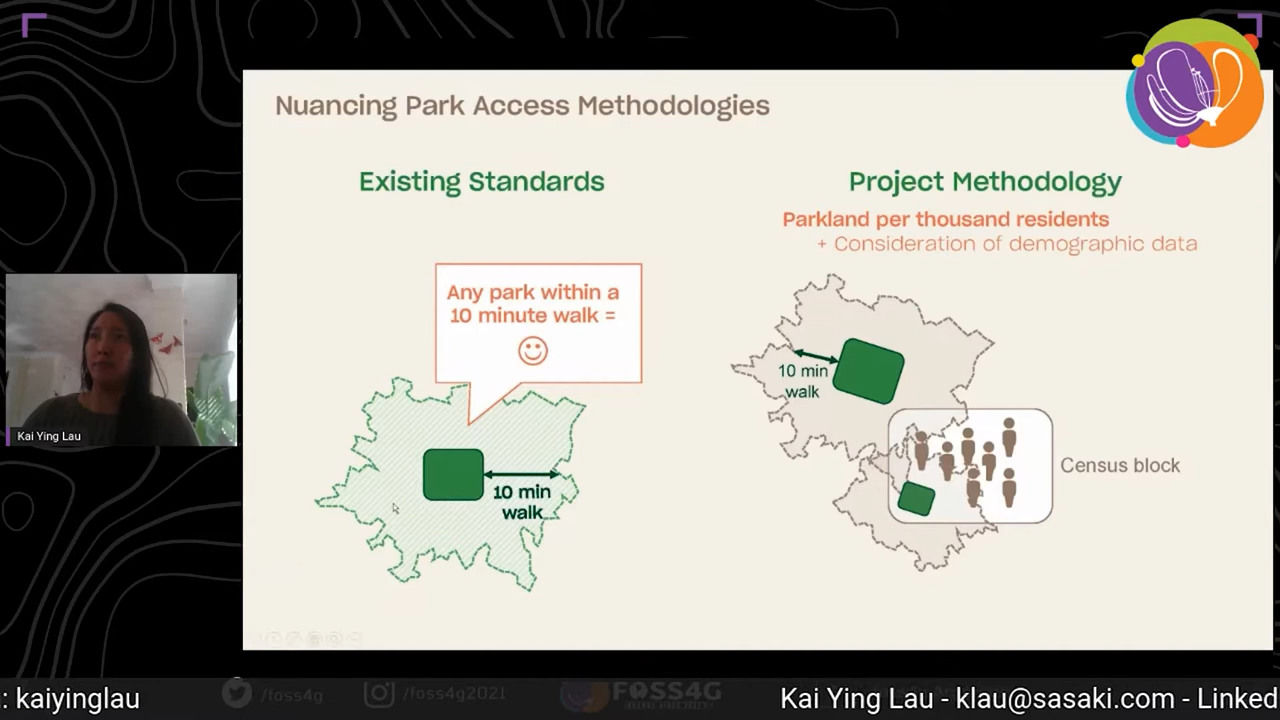 Nuancing Park Access Methodologies
Existing Standards
Any park within a
10 minute walk =
10 min
walk
Project Methodology
Parkland per thousand residents
+ Consideration of demographic data
10 min
walk
Census block
Kai Ying Lau
: kaiyinglau
/foss4g
/foss4g2021
FOSS4G
Kai Ying Lau - klau@sasaki.com - Linked